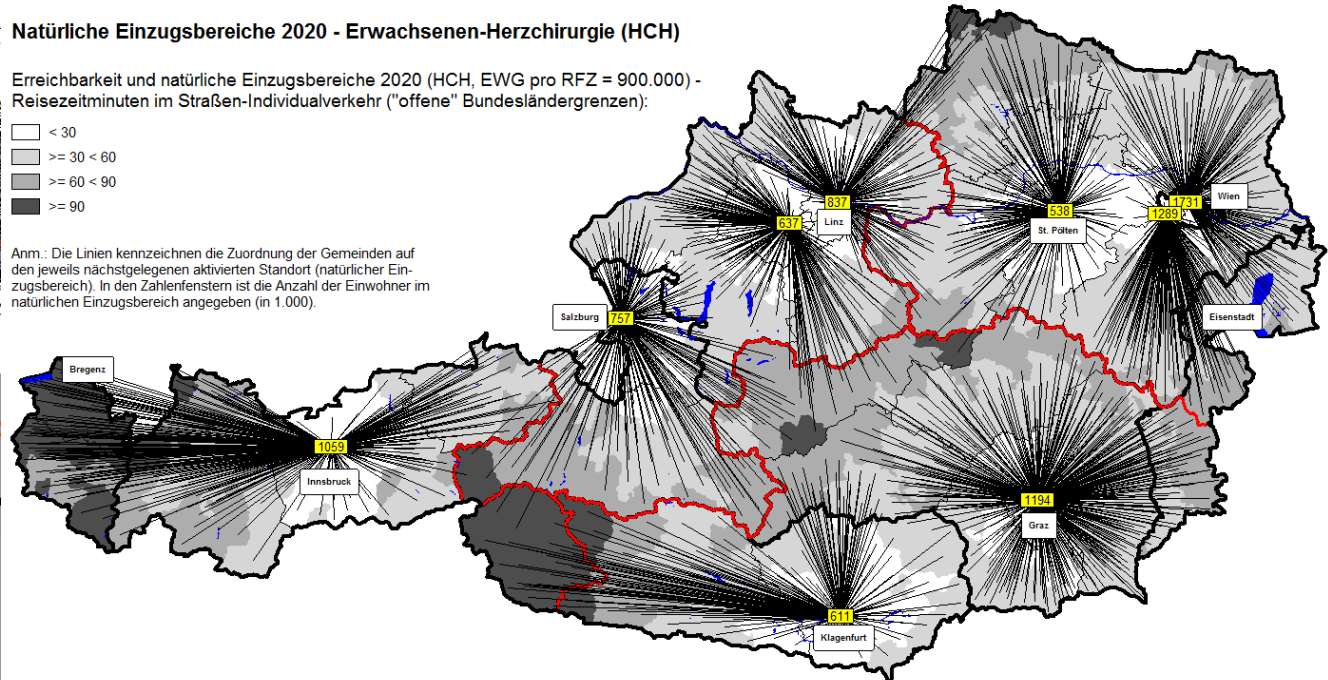 Natürliche Einzugsbereiche 2020 - Erwachsenen-Herzchirurgie (HCH)
Erreichbarkeit und natürliche Einzugsbereiche 2020 (HCH, EWG pro RFZ = 900.000) -
Reisezeitminuten im Straßen-Individualverkehr ("offene" Bundesländergrenzen):
< 30
>= 30 < 60
>= 60 < 90
>= 90
Anm.: Die Linien kennzeichnen die Zuordnung der Gemeinden auf
den jeweils nächstgelegenen aktivierten Standort (natürlicher Ein-
zugsbereich). In den Zahlenfenstern ist die Anzahl der Einwohner im
natürlichen Einzugsbereich angegeben (in 1.000).
837
Linz
637
538
St. Pölten
1731
Wien
1289
Eisenstadt
Salzburg
757
Bregenz
1059
Innsbruck
1194
Graz
611
Klagenfurt